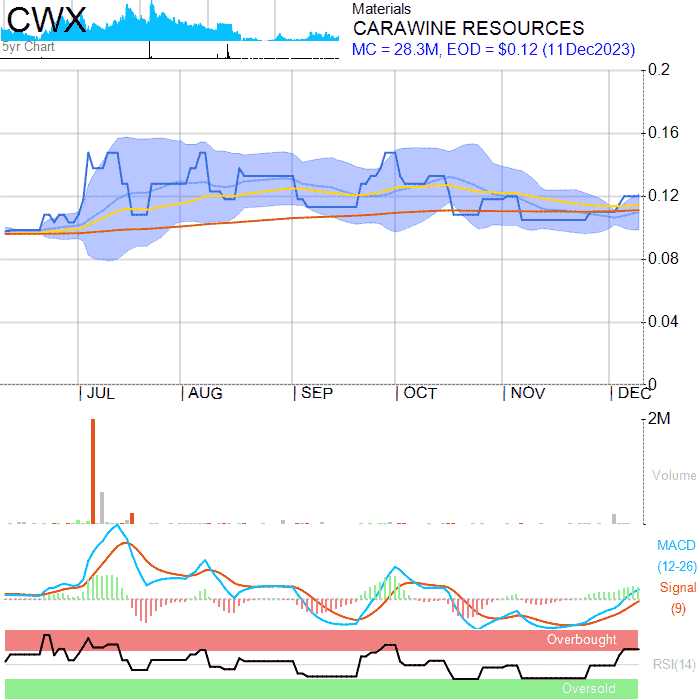 CWX
5yr Chart
Materials
CARAWINE RESOURCES
MC = 28.3M, EOD = $0.12 (11Dec2023)
0.2
0.16
0.12
0.08
0.04
0
JUL AUG SEP OCT NOV DEC
2M
Volume
MACD
(12-26)
Signal
(9)
Overbought
RSI(14)
Oversold